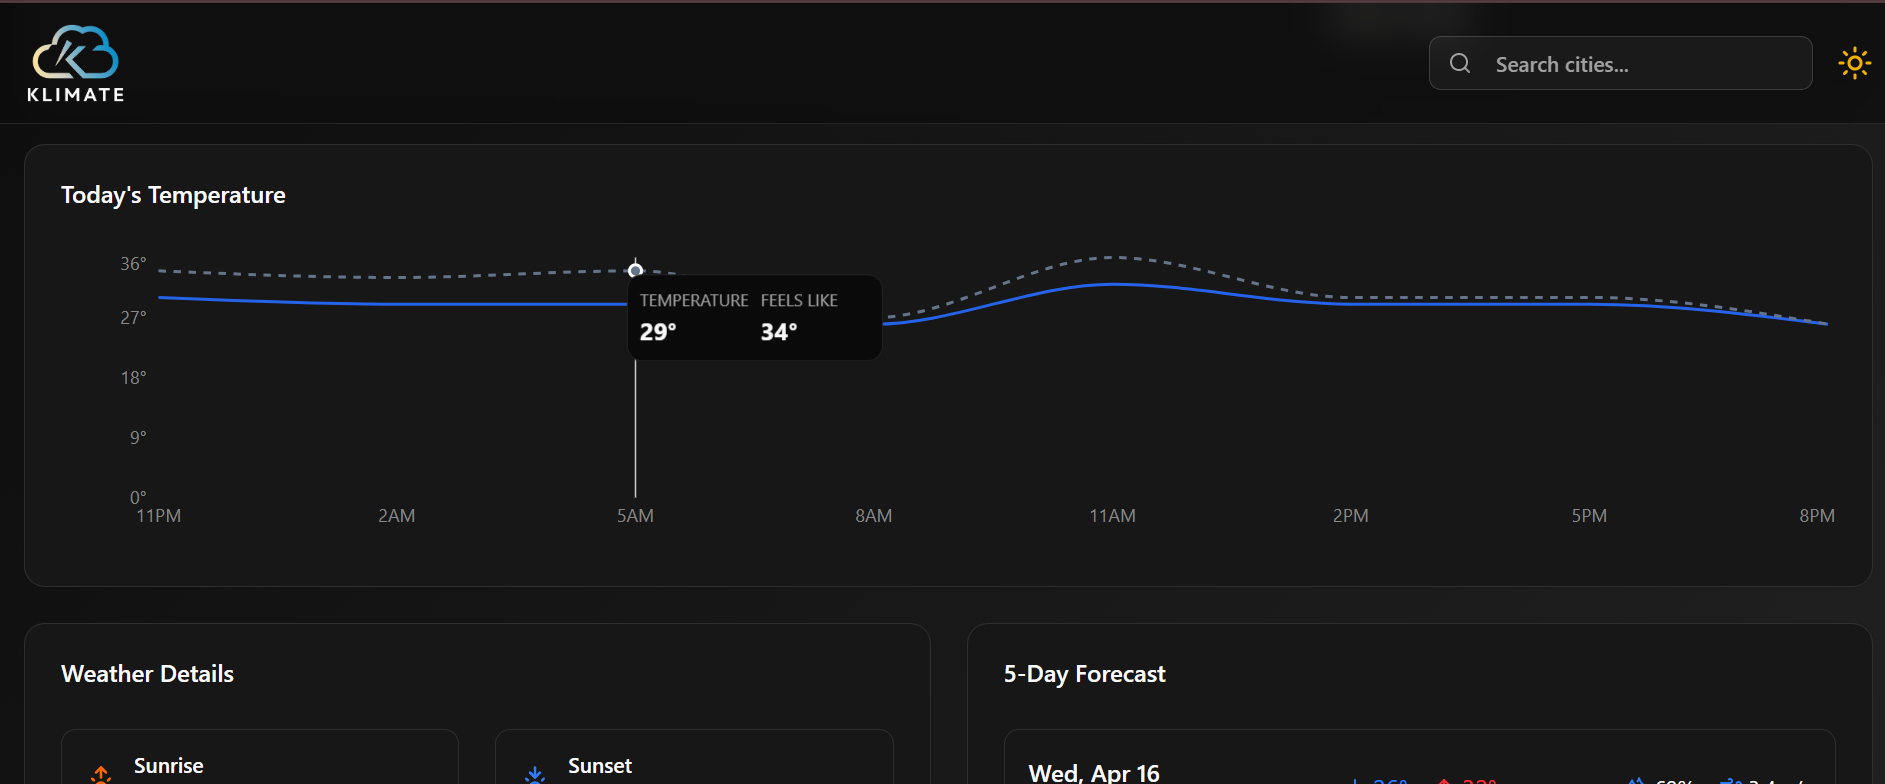 KLIMATE
Search cities...
Today's Temperature
36°
27°
18°
9°
0°
TEMPERATURE FEELS LIKE
29° 34°
11PM 2AM 5AM 8AM 11AM 2PM 5PM 8PM
Weather Details
5-Day Forecast
Sunrise
Sunset
Wed, Apr 16